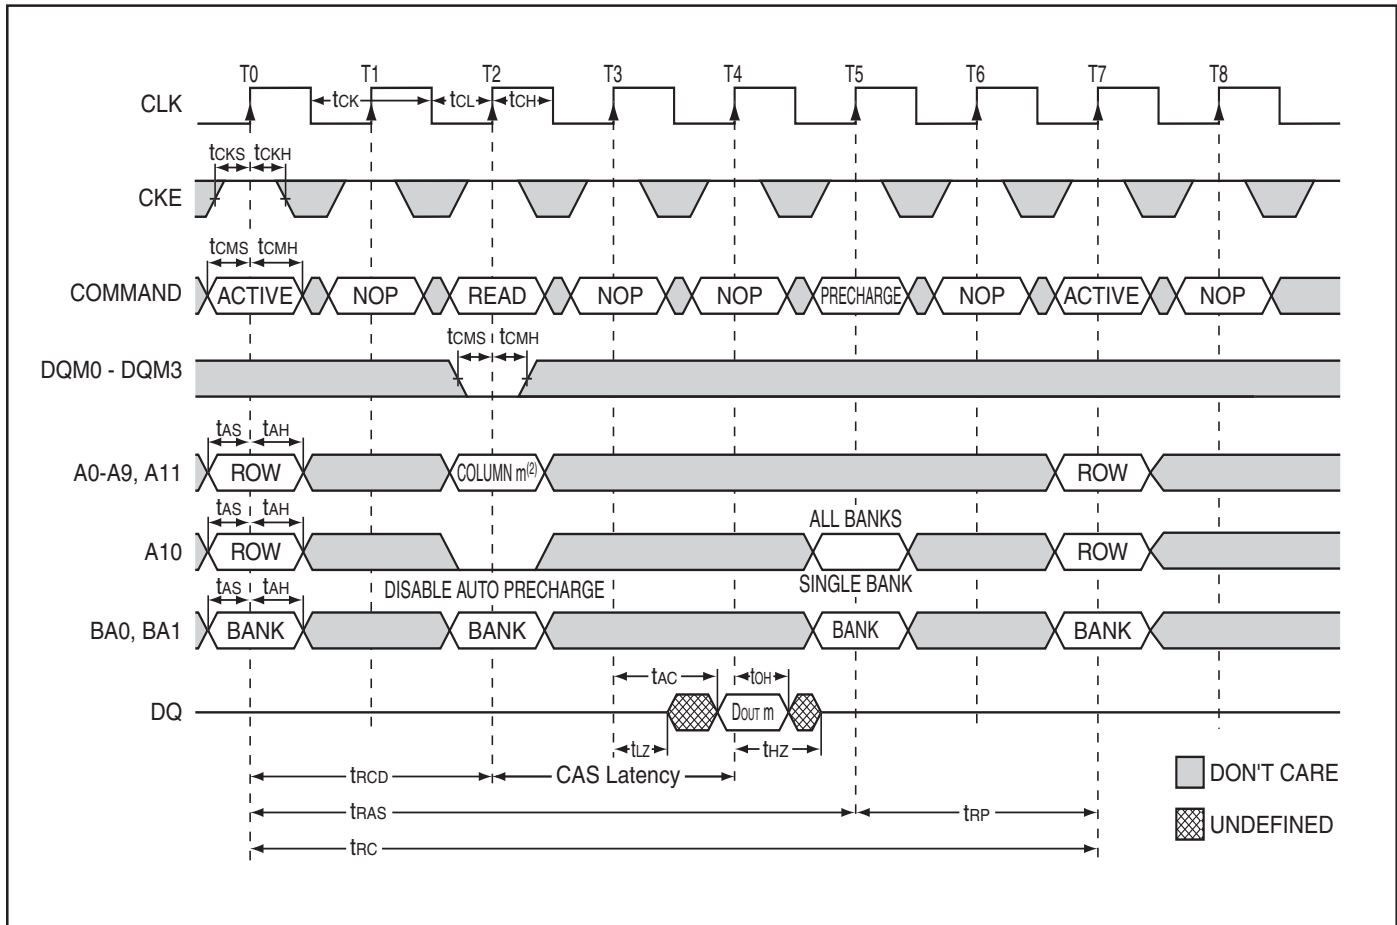 T0 T1 T2 T3 T4 T5 T6 T7 T8
CLK tCK tCL tCH
tCKS tCKH
CKE
tCMS tCMH
COMMAND ACTIVE NOP READ NOP NOP PRECHARGE NOP ACTIVE NOP
tCMS tCMH
DQM0 - DQM3
tAS tAH
A0-A9, A11 ROW COLUMN m(2) ROW
tAS tAH ALL BANKS
A10 ROW ROW
DISABLE AUTO PRECHARGE SINGLE BANK
tAS tAH
BA0, BA1 BANK BANK BANK BANK
tAC tOH
DQ DOUT m
tLZ tHZ
tRCD CAS Latency
DON'T CARE
tRAS tRP
UNDEFINED
tRC